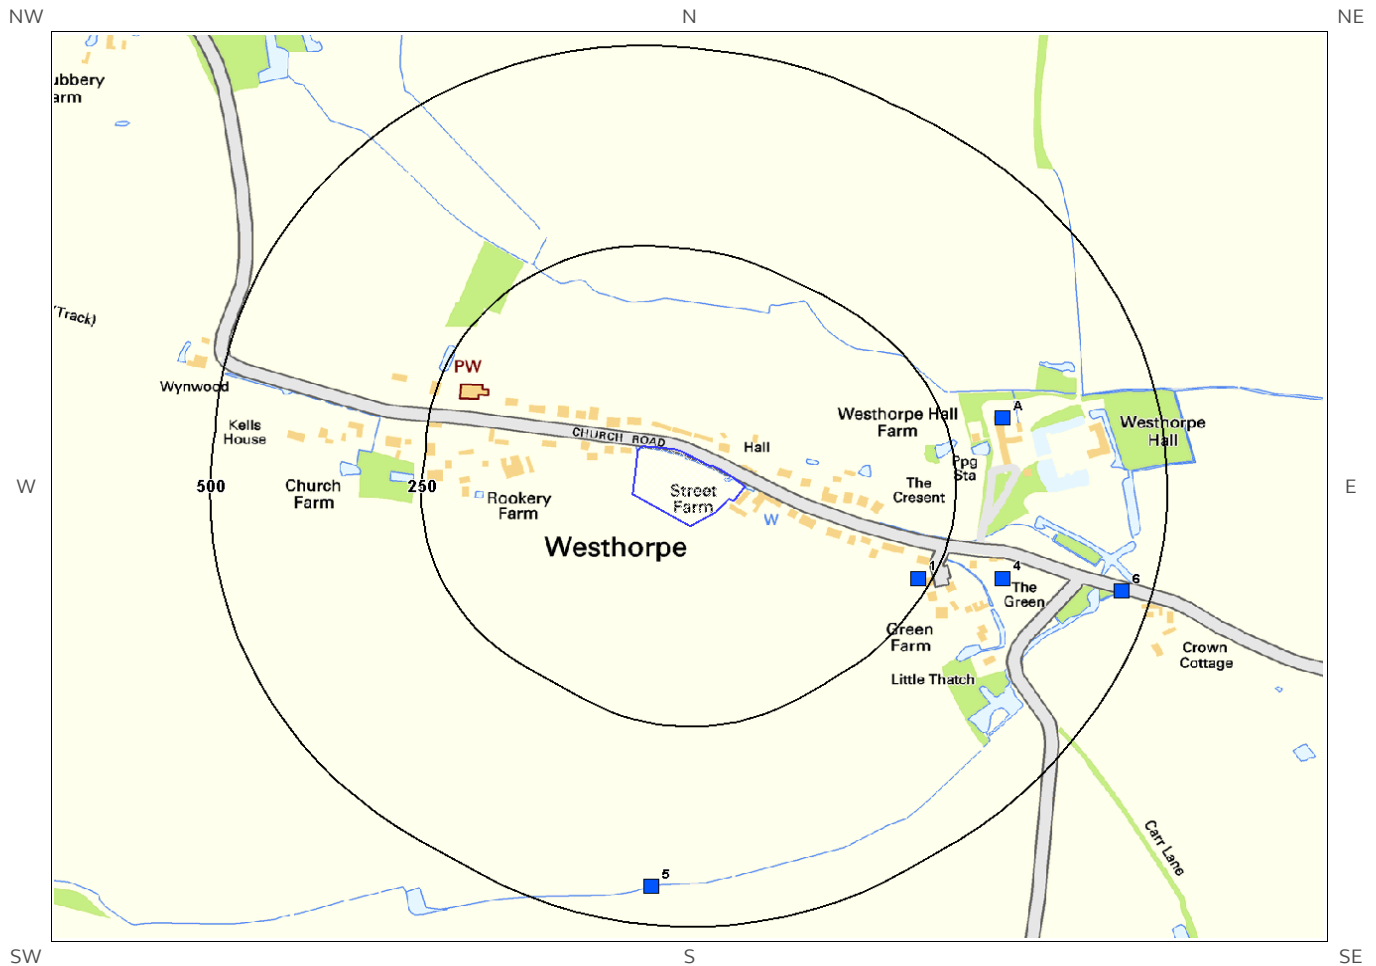 NW
N
NE
ubbery
arm
(Track)
PW
Wynwood
Kells
House
CHURCH ROAD
Hall
Westhorpe Hall
Farm
A
Westhorpe
Hall
Ppg
Sta
W
500
Church
Farm
250
Rookery
Farm
Street
Farm
The
Cresent
E
W
Westhorpe
1
4
The
Green
6
Green
Farm
Crown
Cottage
Little Thatch
Carr Lane
5
SW
S
SE